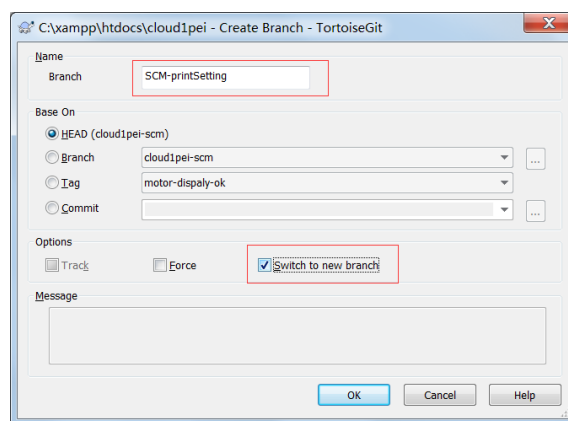 C:\xampp\htdocs\cloud1pei - Create Branch - TortoiseGit
Name
Branch SCM-printSetting
Base On
HEAD (cloud1pei-scm)
Branch cloud1pei-scm ...
Tag motor-dispaly-ok
Commit ...
Options
Track Force Switch to new branch
Message
OK Cancel Help